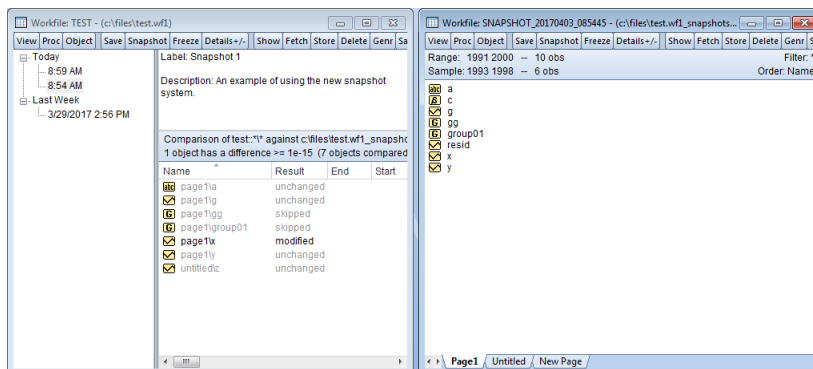 Workfile: TEST - (c:\files\test.wf1)
View Proc Object Save Snapshot Freeze Details+/- Show Fetch Store Delete Genr Sa
Today
8:59 AM
8:54 AM
Last Week
3/29/2017 2:56 PM
Label: Snapshot 1
Description: An example of using the new snapshot
system.
Comparison of test::*\* against c:\files\test.wf1_snapsho
1 object has a difference >= 1e-15 (7 objects compared
Name Result End Start
abc page1\a unchanged
page1\g unchanged
G page1\gg skipped
G page1\group01 skipped
page1\x modified
page1\y unchanged
untitled\z unchanged
Workfile: SNAPSHOT_20170403_085445 - (c:\files\test.wf1_snapshots...
View Proc Object Save Snapshot Freeze Details+/- Show Fetch Store Delete Genr S
Range: 1991 2000 -- 10 obs Filter: *
Sample: 1993 1998 -- 6 obs Order: Name
abc a
β c
g
G gg
G group01
resid
x
y
Page1 Untitled New Page